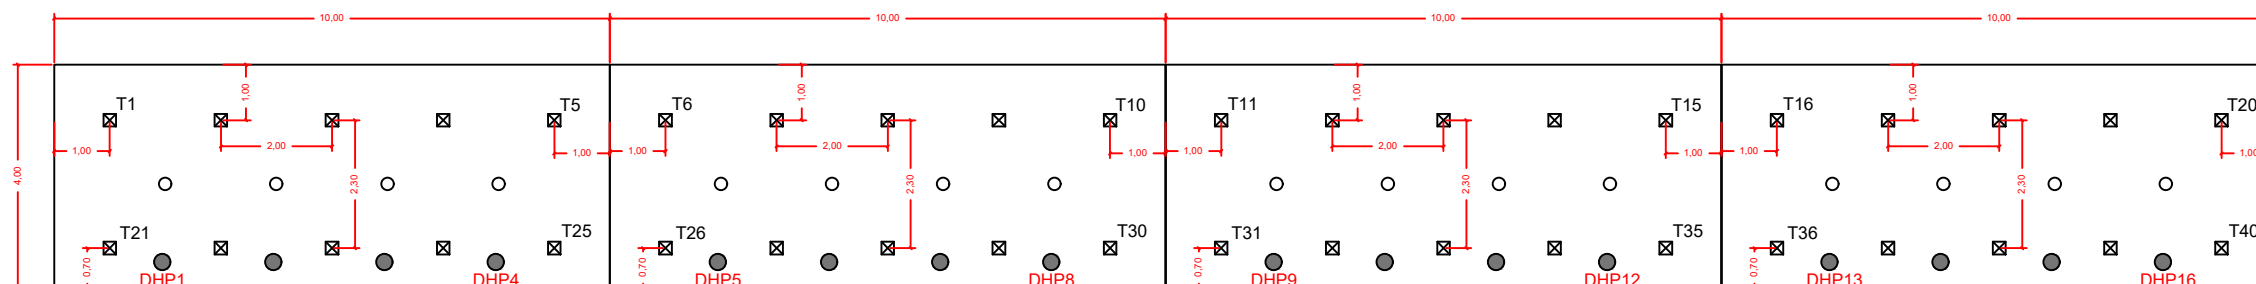 10,00 10,00 10,00 10,00
1,00 1,00 1,00 1,00
T1 T5 T6 T10 T11 T15 T16 T20
2,00 2,00 2,00 2,00
1,00 1,00 1,00 1,00 1,00 1,00 1,00 1,00
4,00 2,30 2,30 2,30 2,30
T21 T25 T26 T30 T31 T35 T36 T40
0,70 0,70 0,70 0,70
DHP1 DHP4 DHP5 DHP8 DHP9 DHP12 DHP13 DHP16